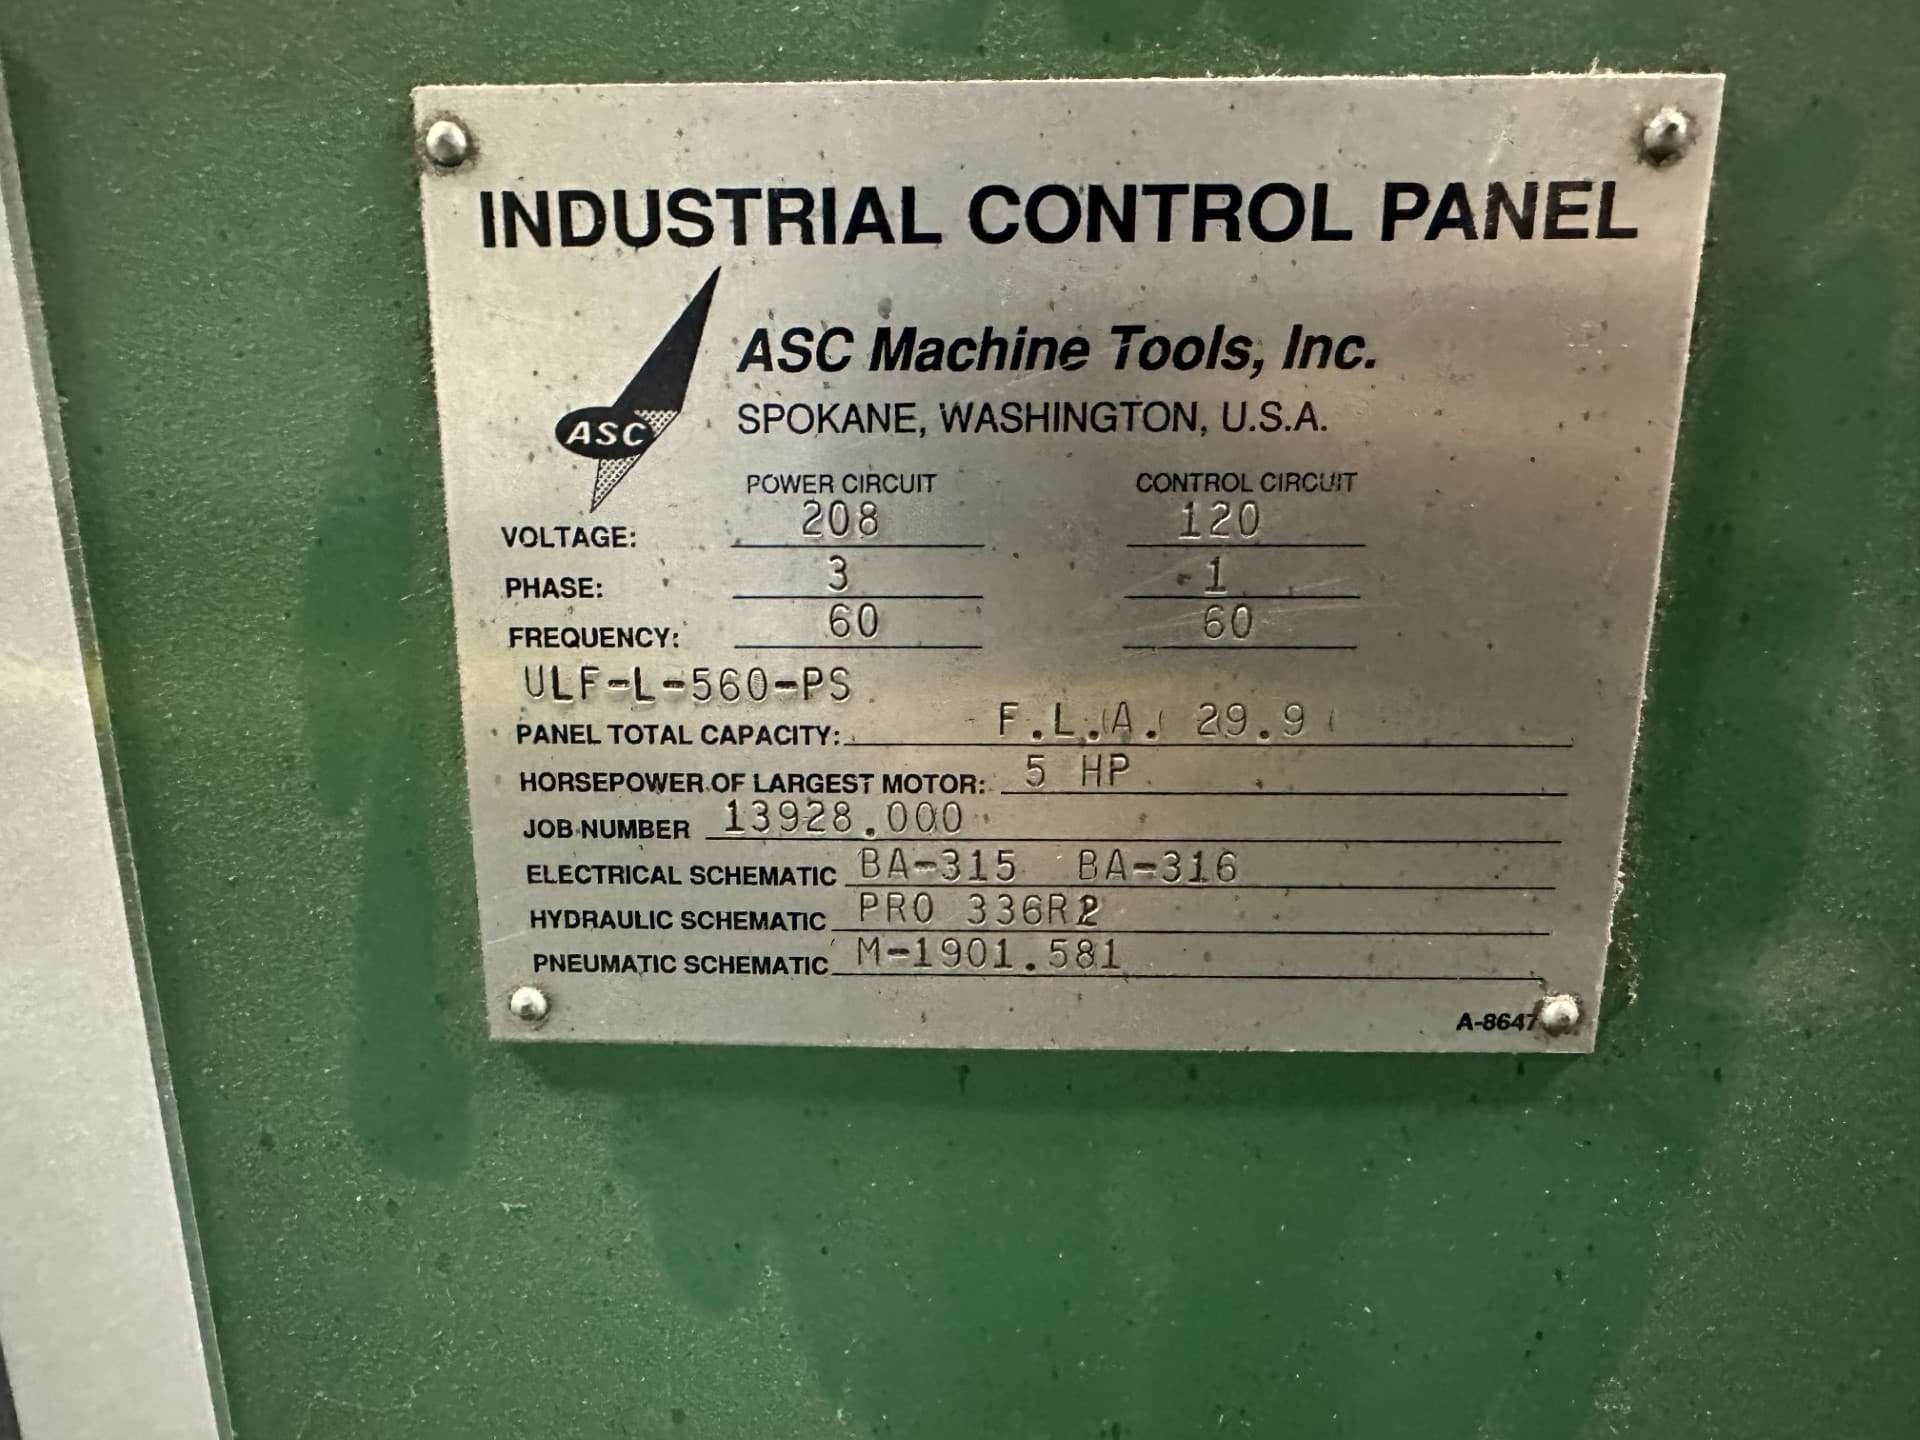 INDUSTRIAL CONTROL PANEL
ASC
ASC Machine Tools, Inc.
SPOKANE, WASHINGTON, U.S.A.
POWER CIRCUIT CONTROL CIRCUIT
VOLTAGE: 208 120
PHASE: 3 1
FREQUENCY: 60 60
ULF-L-560-PS
PANEL TOTAL CAPACITY: F.L.A. 29.9
HORSEPOWER OF LARGEST MOTOR: 5 HP
JOB NUMBER 13928.000
ELECTRICAL SCHEMATIC BA-315 BA-316
HYDRAULIC SCHEMATIC PRO 336R2
PNEUMATIC SCHEMATIC M-1901.581
A-8647